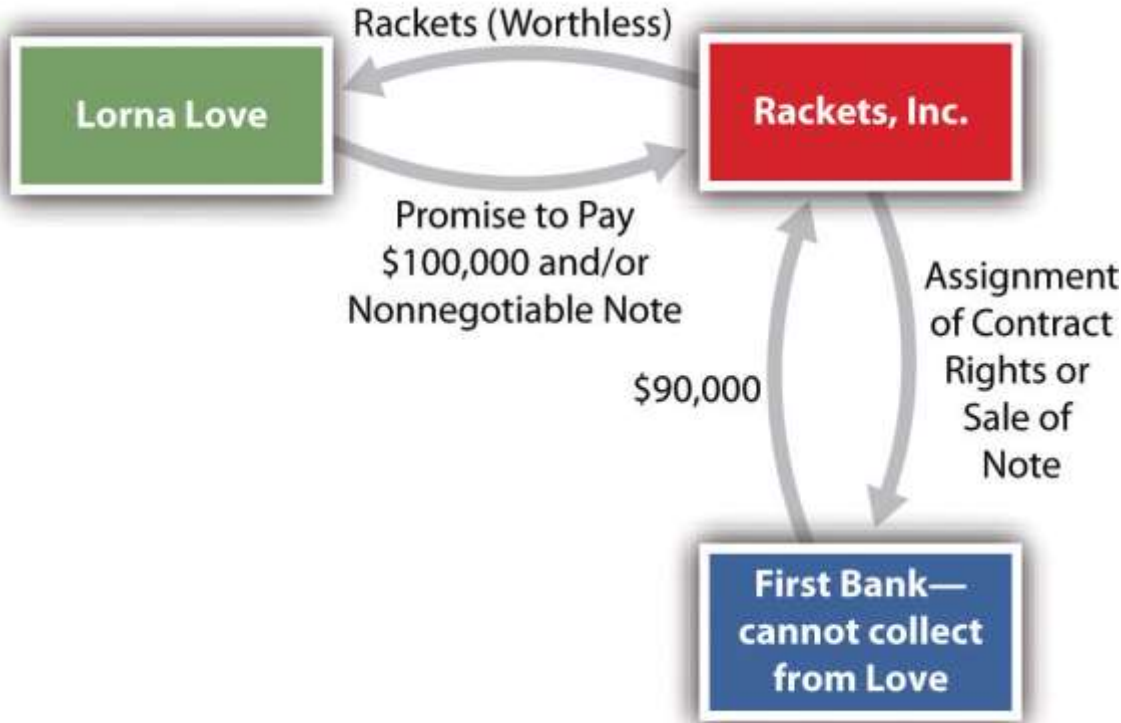 Rackets (Worthless)
Lorna Love
Rackets, Inc.
Promise to Pay
$100,000 and/or
Nonnegotiable Note
Assignment
of Contract
Rights or
Sale of
Note
$90,000
First Bank—
cannot collect
from Love